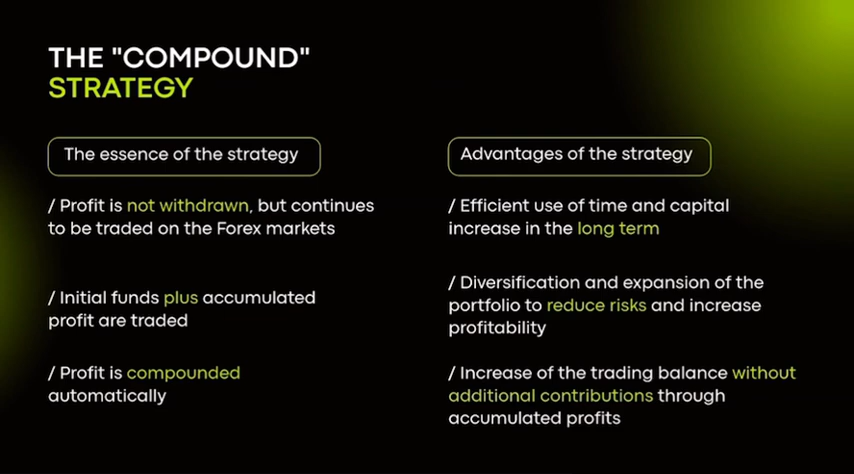 THE "COMPOUND"
STRATEGY
The essence of the strategy
/ Profit is not withdrawn, but continues
to be traded on the Forex markets
/ Initial funds plus accumulated
profit are traded
/ Profit is compounded
automatically
Advantages of the strategy
/ Efficient use of time and capital
increase in the long term
/ Diversification and expansion of the
portfolio to reduce risks and increase
profitability
/ Increase of the trading balance without
additional contributions through
accumulated profits